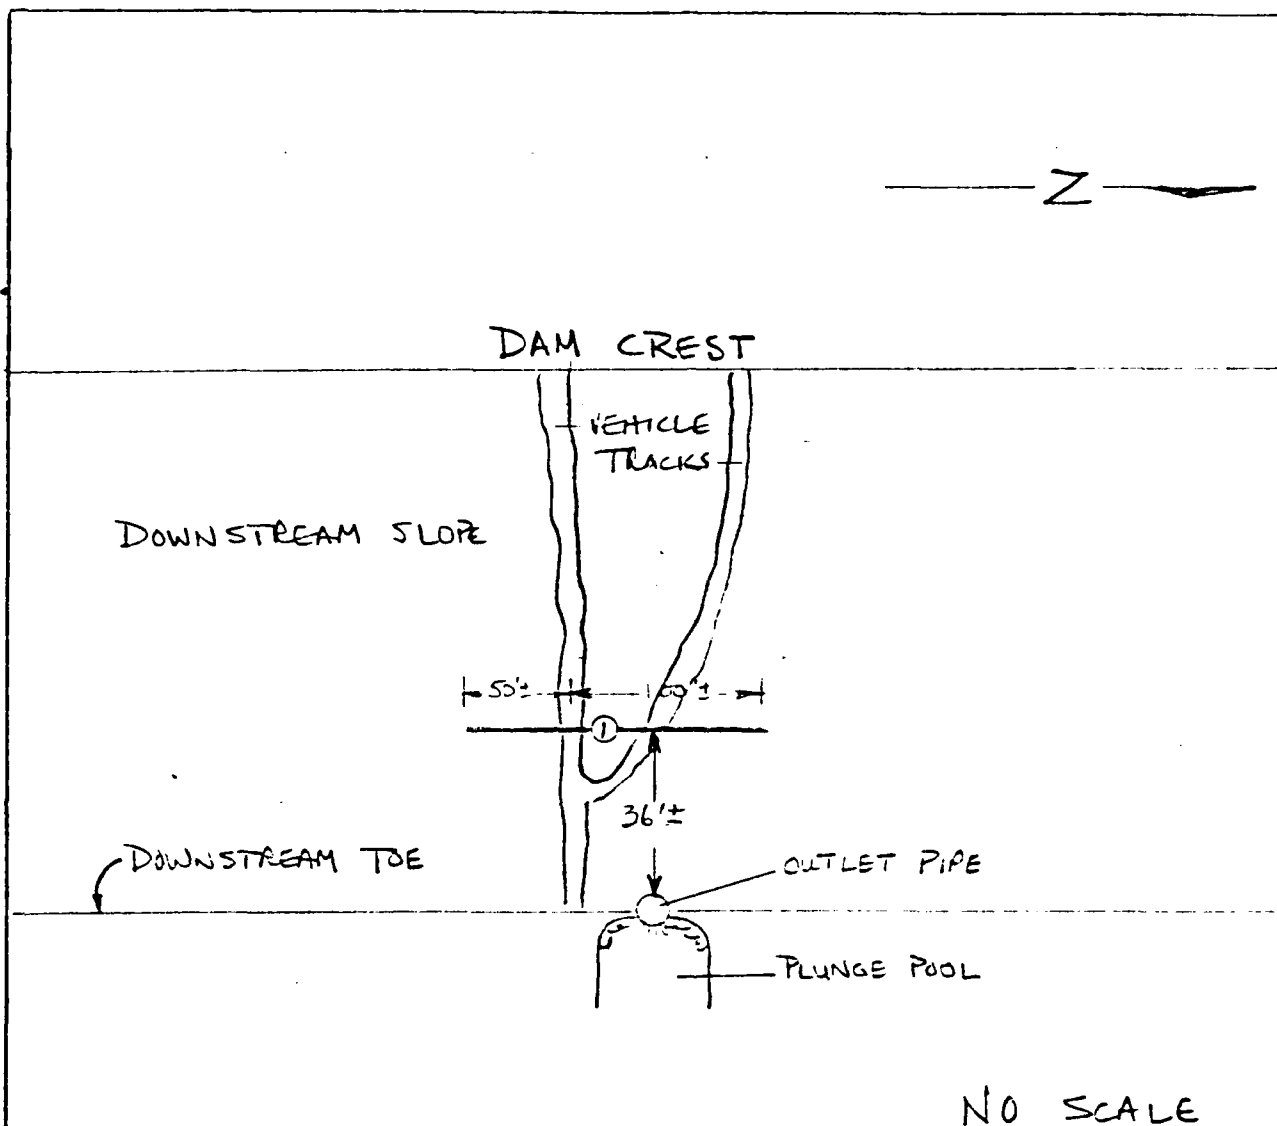 Z
DAM CREST
VEHICLE
TRACKS
DOWNSTREAM SLOPE
50'±
①
36'±
DOWNSTREAM TOE
OUTLET PIPE
PLUNGE POOL
NO SCALE